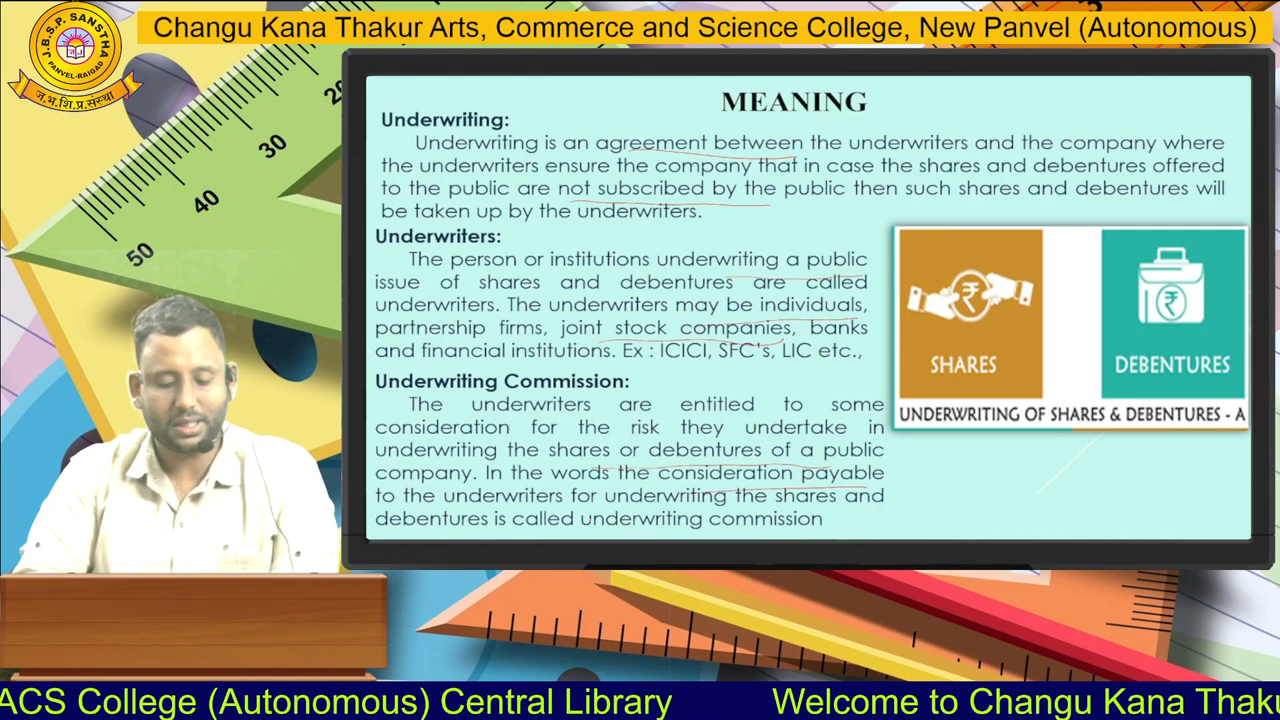 Changu Kana Thakur Arts, Commerce and Science College, New Panvel (Autonomous)
J.B.S.P. SANSTHA
PANVEL-RAIGAD
ज.भ.शि.प्र.संस्था
20
30
40
50
MEANING
Underwriting:
Underwriting is an agreement between the underwriters and the company where
the underwriters ensure the company that in case the shares and debentures offered
to the public are not subscribed by the public then such shares and debentures will
be taken up by the underwriters.
Underwriters:
The person or institutions underwriting a public
issue of shares and debentures are called
underwriters. The underwriters may be individuals,
partnership firms, joint stock companies, banks
and financial institutions. Ex : ICICI, SFC's, LIC etc.,
Underwriting Commission:
The underwriters are entitled to some
consideration for the risk they undertake in
underwriting the shares or debentures of a public
company. In the words the consideration payable
to the underwriters for underwriting the shares and
debentures is called underwriting commission
₹
₹
SHARES
DEBENTURES
UNDERWRITING OF SHARES & DEBENTURES - A
ACS College (Autonomous) Central Library
Welcome to Changu Kana Thaku